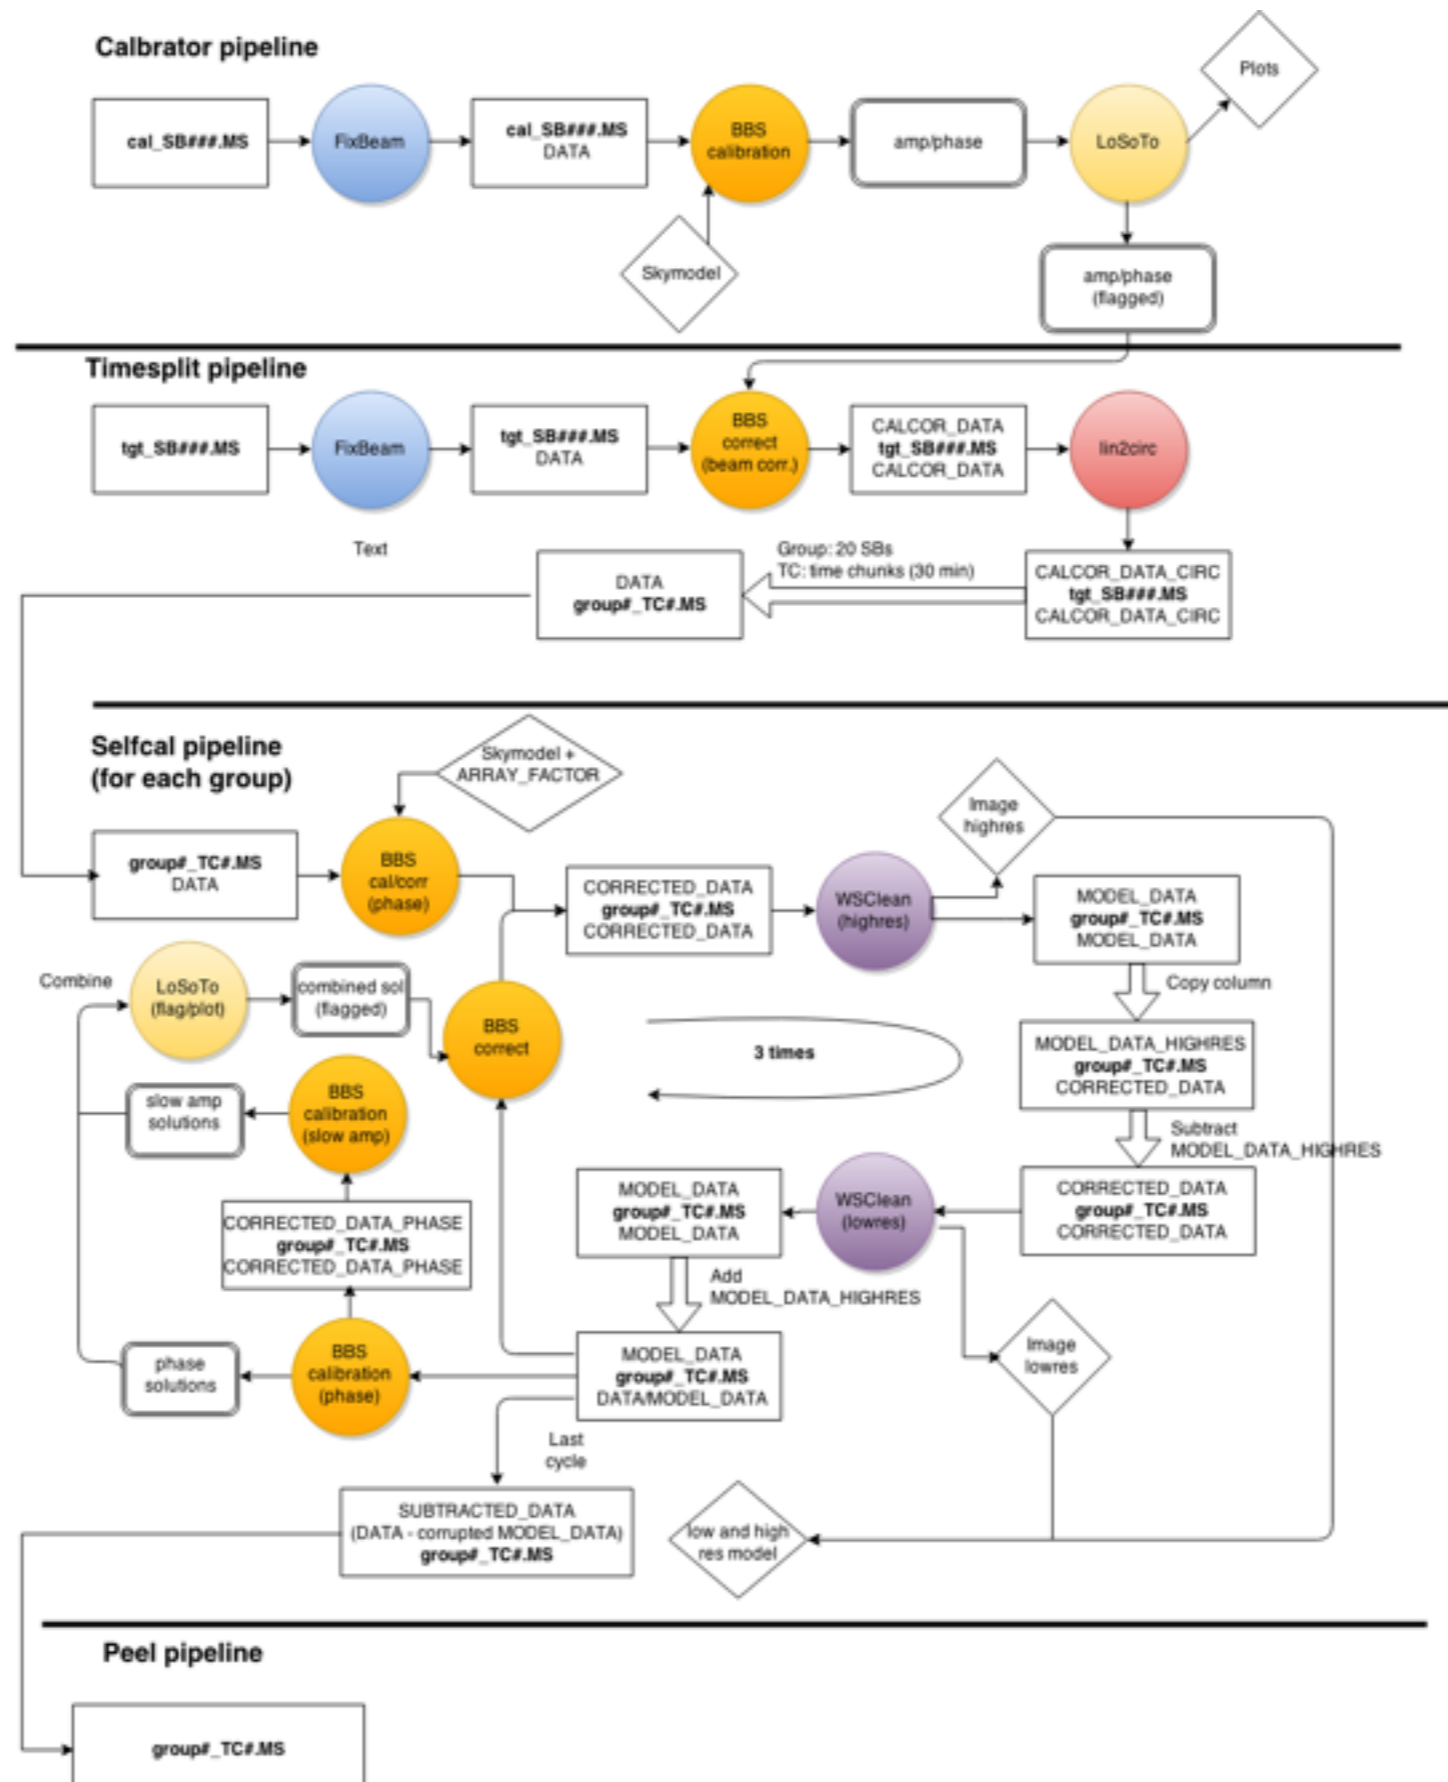 Calbrator pipeline
Plots
cal_SB###.MS
FixBeam
cal_SB###.MS
DATA
BBS
calibration
amp/phase
LoSoTo
Skymodel
amp/phase
(flagged)
Timesplit pipeline
tgt_SB###.MS
FixBeam
tgt_SB###.MS
DATA
BBS
correct
(beam corr.)
CALCOR_DATA
tgt_SB###.MS
CALCOR_DATA
lin2circ
Text
DATA
group#_TC#.MS
Group: 20 SBs
TC: time chunks (30 min)
CALCOR_DATA_CIRC
tgt_SB###.MS
CALCOR_DATA_CIRC
Selfcal pipeline
(for each group)
Skymodel +
ARRAY_FACTOR
Image
highres
group#_TC#.MS
DATA
BBS
cal/corr
(phase)
CORRECTED_DATA
group#_TC#.MS
CORRECTED_DATA
WSClean
(highres)
MODEL_DATA
group#_TC#.MS
MODEL_DATA
Combine
LoSoTo
(flag/plot)
combined sol
(flagged)
BBS
correct
Copy column
3 times
MODEL_DATA_HIGHRES
group#_TC#.MS
CORRECTED_DATA
slow amp
solutions
BBS
calibration
(slow amp)
Subtract
MODEL_DATA_HIGHRES
CORRECTED_DATA_PHASE
group#_TC#.MS
CORRECTED_DATA_PHASE
MODEL_DATA
group#_TC#.MS
MODEL_DATA
WSClean
(lowres)
CORRECTED_DATA
group#_TC#.MS
CORRECTED_DATA
Add
MODEL_DATA_HIGHRES
phase
solutions
BBS
calibration
(phase)
MODEL_DATA
group#_TC#.MS
DATA/MODEL_DATA
Image
lowres
Last
cycle
SUBTRACTED_DATA
(DATA - corrupted MODEL_DATA)
group#_TC#.MS
low and high
res model
Peel pipeline
group#_TC#.MS